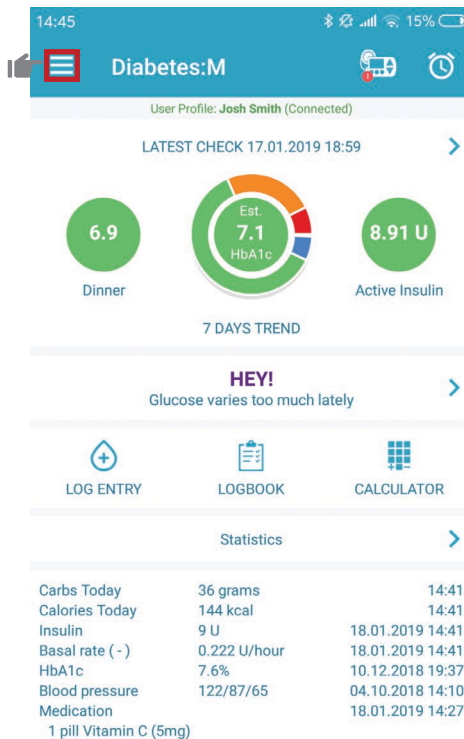 14:45 15%
Diabetes:M
User Profile: Josh Smith (Connected)
LATEST CHECK 17.01.2019 18:59
6.9
Est.
7.1
HbA1c
8.91 U
Dinner
Active Insulin
7 DAYS TREND
HEY!
Glucose varies too much lately
LOG ENTRY LOGBOOK CALCULATOR
Statistics
Carbs Today 36 grams 14:41
Calories Today 144 kcal 14:41
Insulin 9 U 18.01.2019 14:41
Basal rate ( - ) 0.222 U/hour 18.01.2019 14:41
HbA1c 7.6% 10.12.2018 19:37
Blood pressure 122/87/65 04.10.2018 14:10
Medication 18.01.2019 14:27
1 pill Vitamin C (5mg)